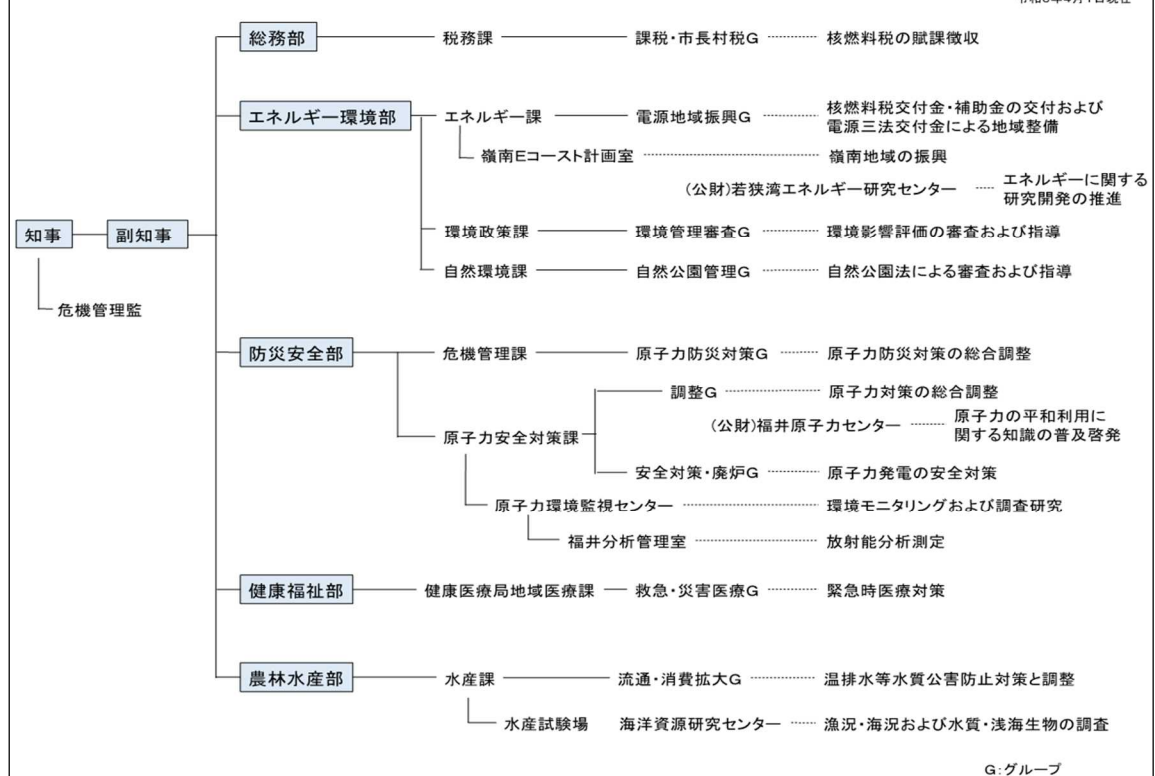 総務部 税務課 課税・市長村税G 核燃料税の賦課徴収
エネルギー環境部 エネルギー課 電源地域振興G 核燃料税交付金・補助金の交付および
電源三法交付金による地域整備
嶺南Eコースト計画室 嶺南地域の振興
(公財)若狭湾エネルギー研究センター エネルギーに関する
研究開発の推進
知事 副知事 環境政策課 環境管理審査G 環境影響評価の審査および指導
自然環境課 自然公園管理G 自然公園法による審査および指導
危機管理監
防災安全部 危機管理課 原子力防災対策G 原子力防災対策の総合調整
調整G 原子力対策の総合調整
(公財)福井原子力センター 原子力の平和利用に
関する知識の普及啓発
原子力安全対策課
安全対策・廃炉G 原子力発電の安全対策
原子力環境監視センター 環境モニタリングおよび調査研究
福井分析管理室 放射能分析測定
健康福祉部 健康医療局地域医療課 救急・災害医療G 緊急時医療対策
農林水産部 水産課 流通・消費拡大G 温排水等水質公害防止対策と調整
水産試験場 海洋資源研究センター 漁況・海況および水質・浅海生物の調査
G:グループ